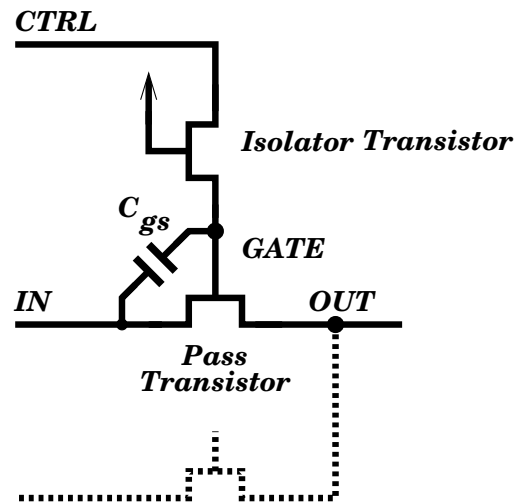 CTRL
Isolator Transistor
Cgs
GATE
IN
OUT
Pass
Transistor